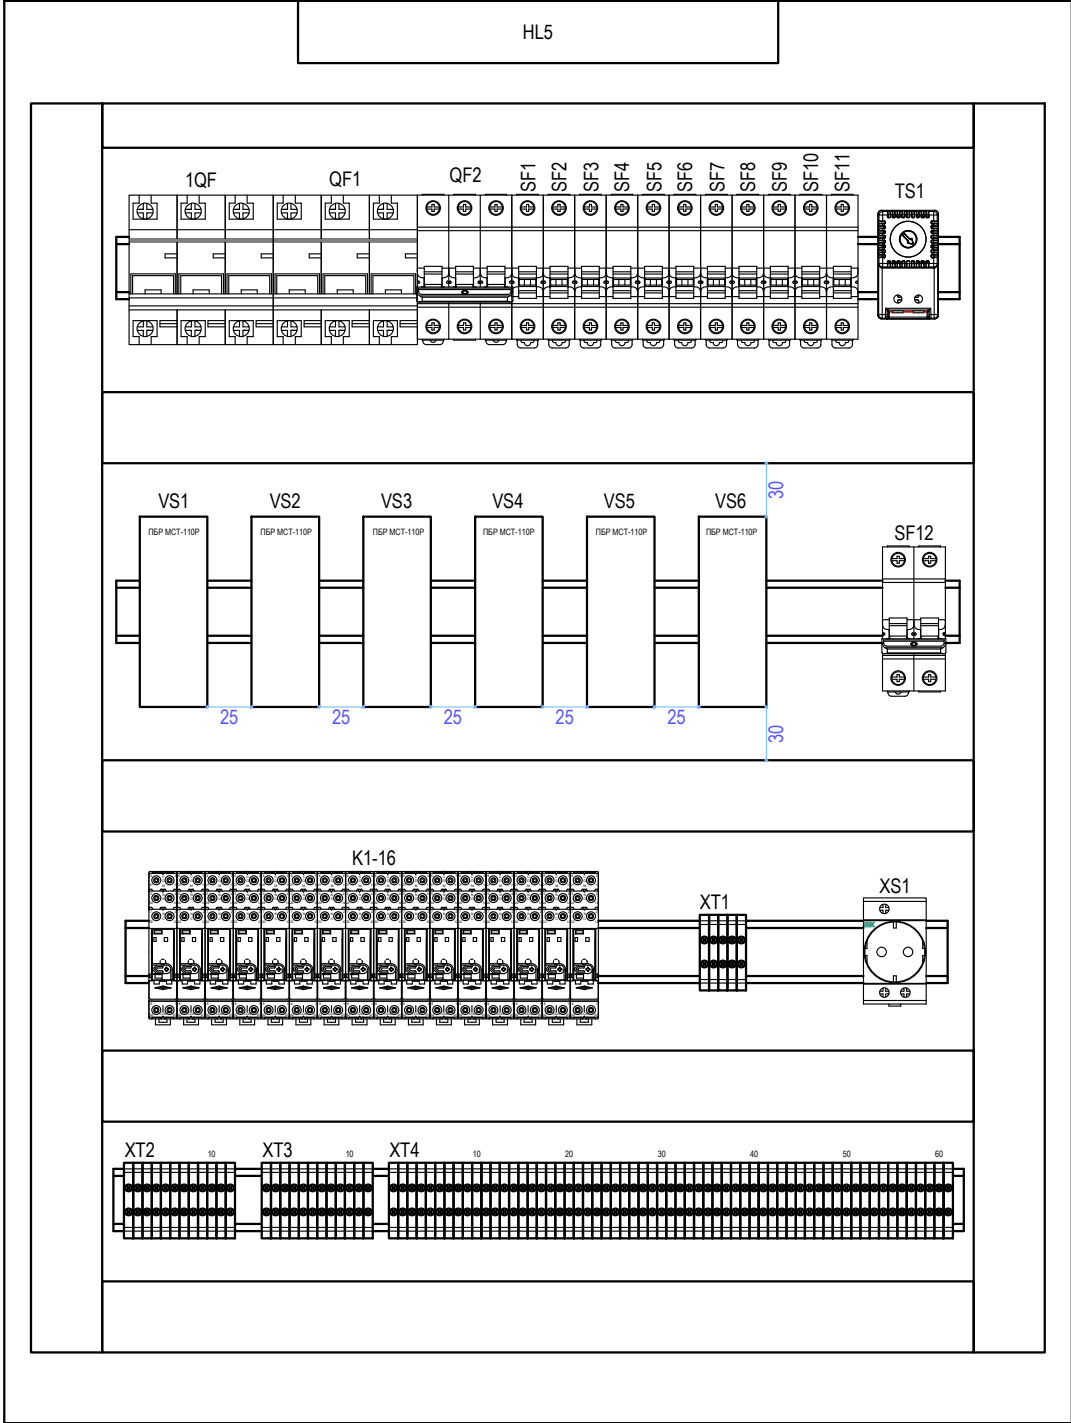 HL5
1QF QF1 QF2 SF1 SF2 SF3 SF4 SF5 SF6 SF7 SF8 SF9 SF10 SF11 TS1
30
VS1 VS2 VS3 VS4 VS5 VS6
ПБР МСТ-110Р ПБР МСТ-110Р ПБР МСТ-110Р ПБР МСТ-110Р ПБР МСТ-110Р ПБР МСТ-110Р
SF12
25 25 25 25 25
30
K1-16
XT1 XS1
XT2 10 XT3 10 XT4 10 20 30 40 50 60